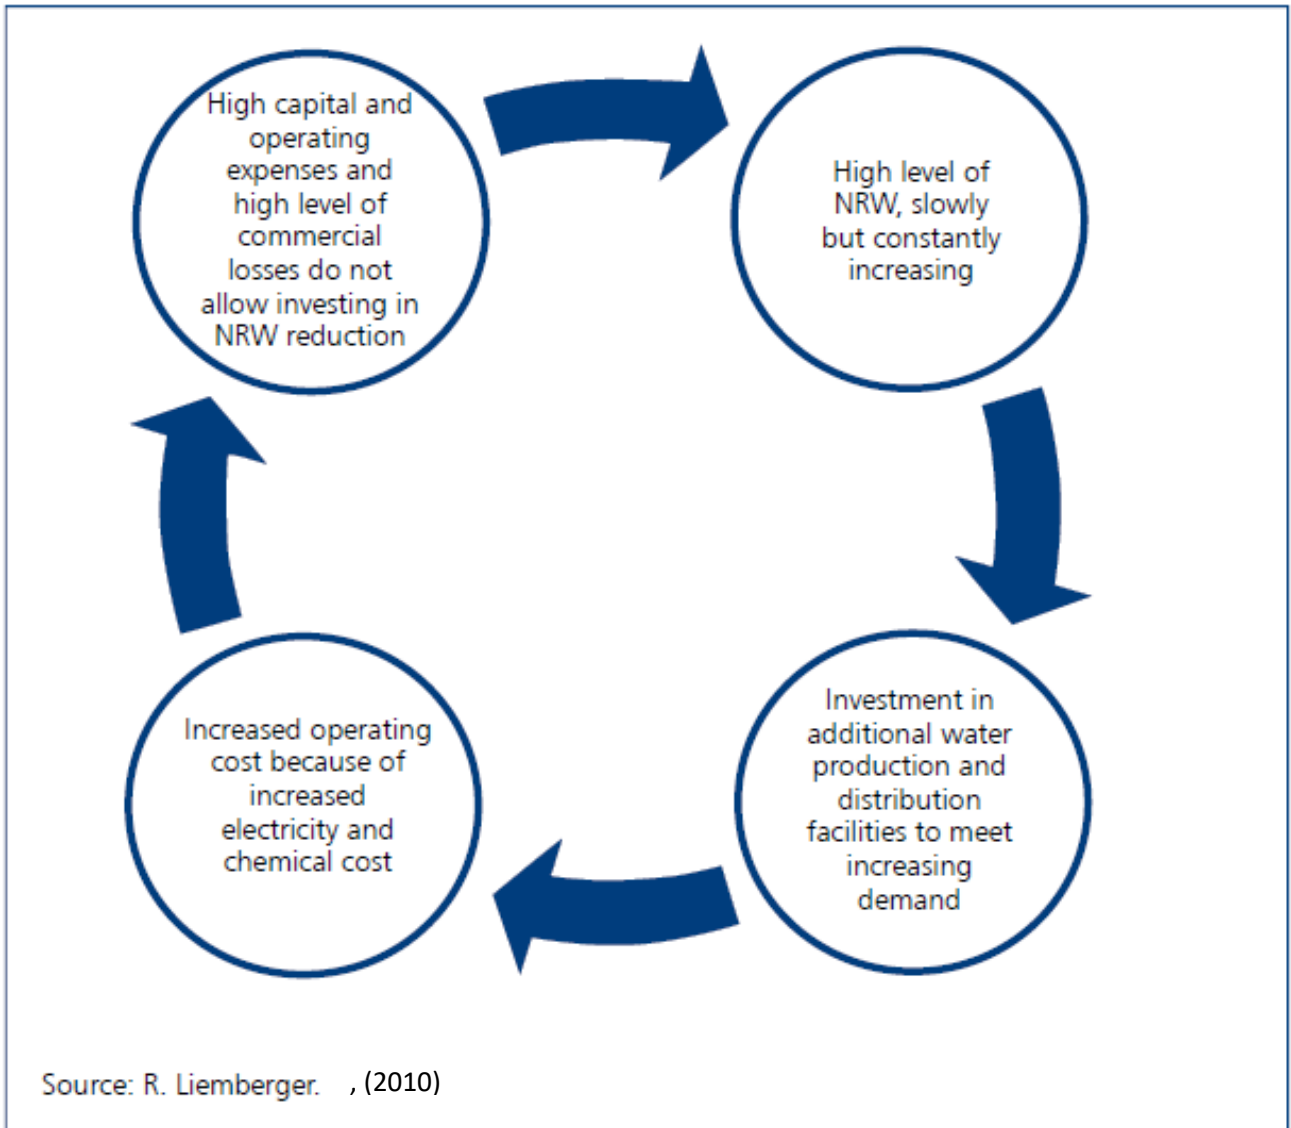 High capital and
operating
expenses and
high level of
commercial
losses do not
allow investing in
NRW reduction
High level of
NRW, slowly
but constantly
increasing
Investment in
additional water
production and
distribution
facilities to meet
increasing
demand
Increased operating
cost because of
increased
electricity and
chemical cost
Source: R. Liemberger. , (2010)